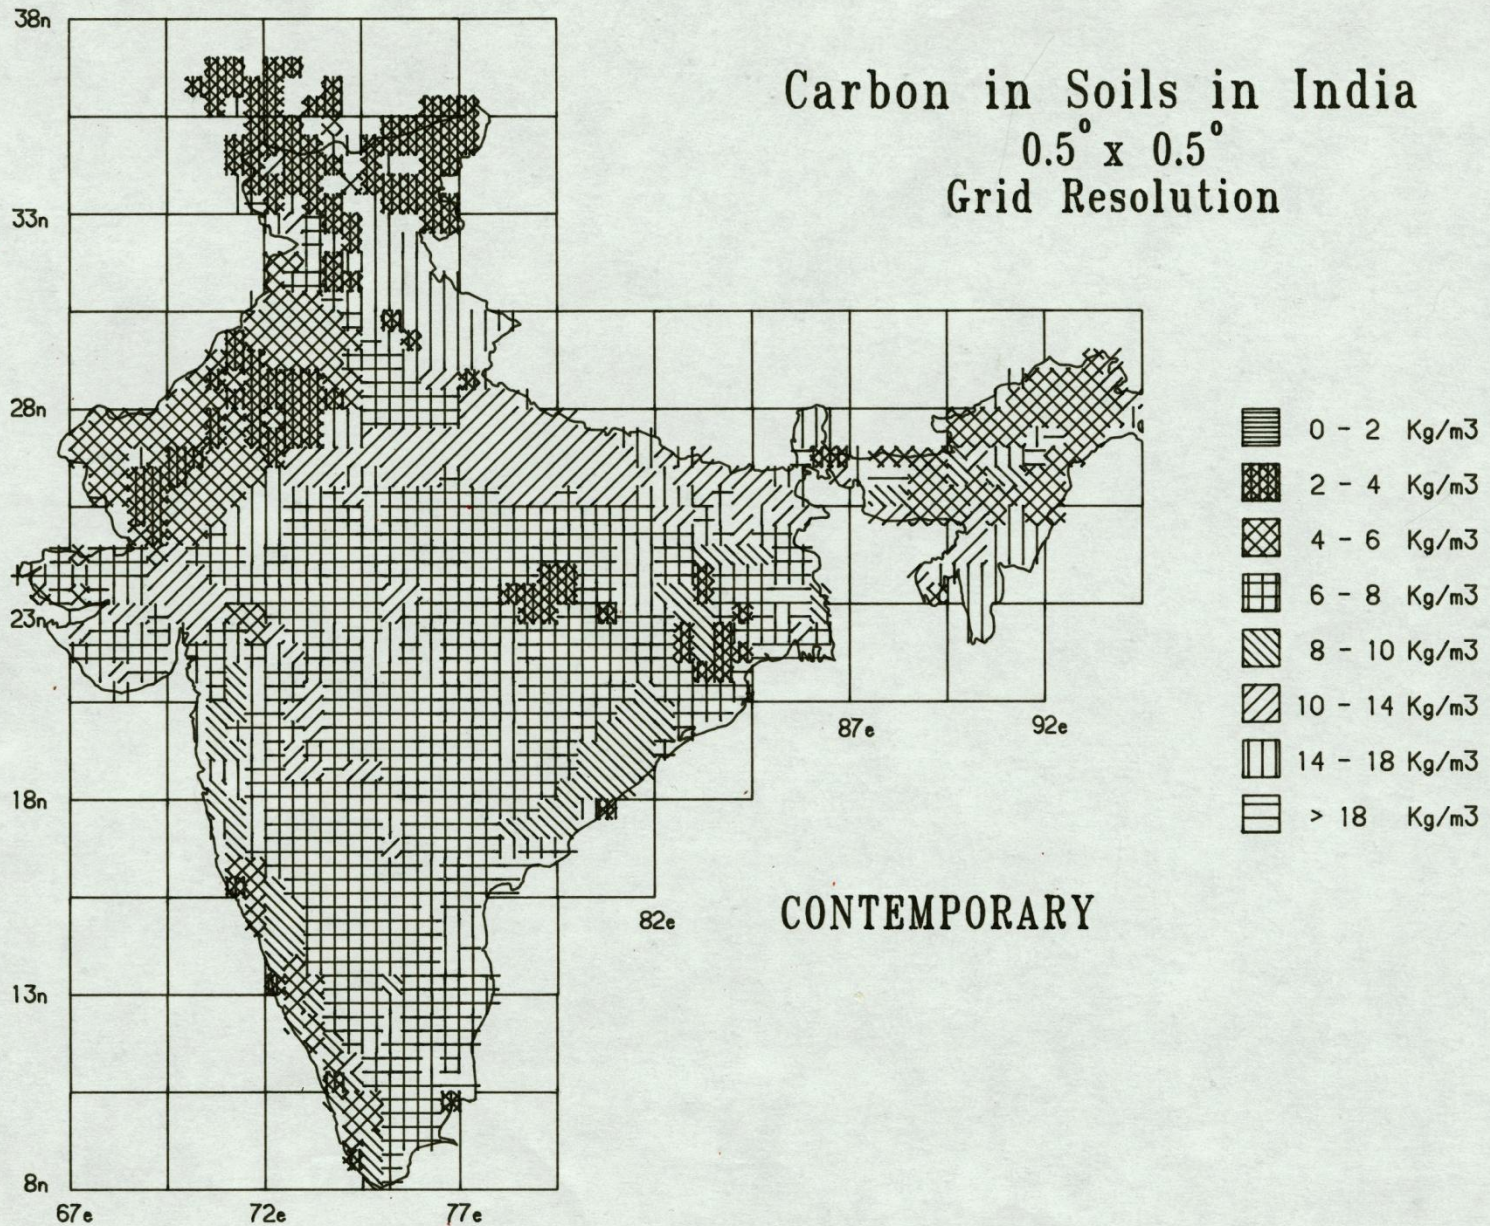 38n
Carbon in Soils in India
0.5° x 0.5°
Grid Resolution
33n
28n
0 - 2 Kg/m3
2 - 4 Kg/m3
4 - 6 Kg/m3
6 - 8 Kg/m3
23n
8 - 10 Kg/m3
10 - 14 Kg/m3
87e
92e
14 - 18 Kg/m3
18n
> 18 Kg/m3
82e
CONTEMPORARY
13n
8n
67e
72e
77e